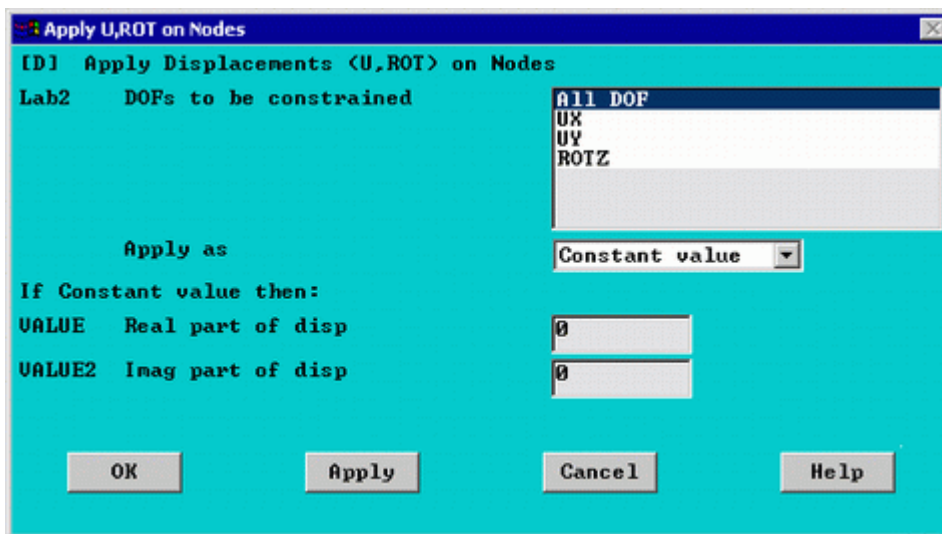 Apply U,ROT on Nodes
[D] Apply Displacements (U,ROT) on Nodes
Lab2 DOFs to be constrained
All DOF
UX
UY
ROTZ
Apply as Constant value
If Constant value then:
VALUE Real part of disp 0
VALUE2 Imag part of disp 0
OK Apply Cancel Help